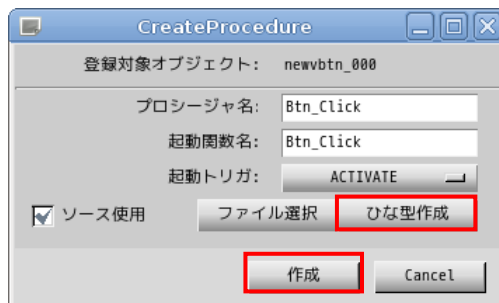 CreateProcedure
登録対象オブジェクト: newvbtn_000
プロシージャ名: Btn_Click
起動関数名: Btn_Click
起動トリガ: ACTIVATE
ソース使用 ファイル選択 ひな型作成
作成 Cancel